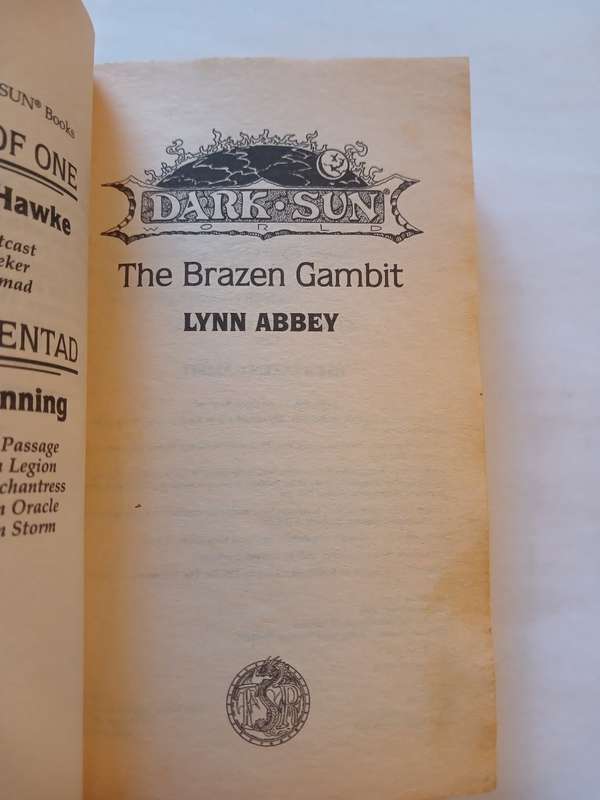 SUN® Books
OF ONE
Hawke
tcast
eker
mad
ENTAD
nning
Passage
Legion
chantress
n Oracle
n Storm
DARK·SUN®
WORLD
The Brazen Gambit
LYNN ABBEY
TSR